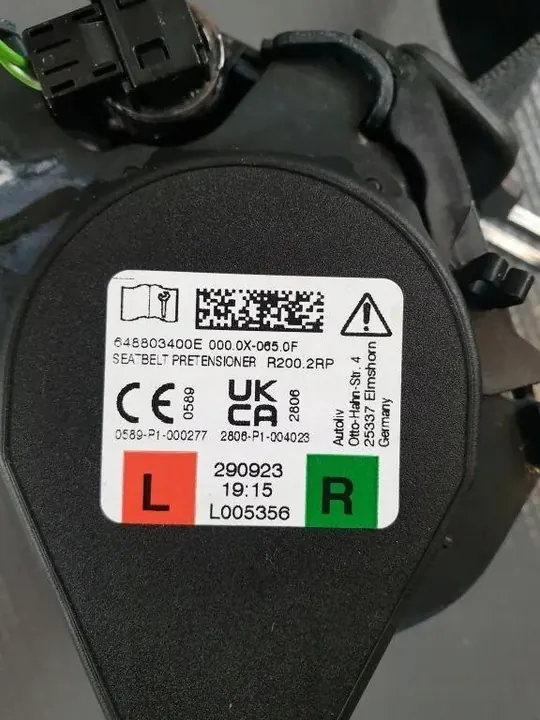 648803400E 000.0X-065.0F
SEATBELT PRETENSIONER R200.2RP
CE 0589
UK
CA 2806
0589-P1-000277 2806-P1-004023
Autoliv
Otto-Hahn-Str. 4
25337 Elmshorn
Germany
L
290923
19:15
L005356
R